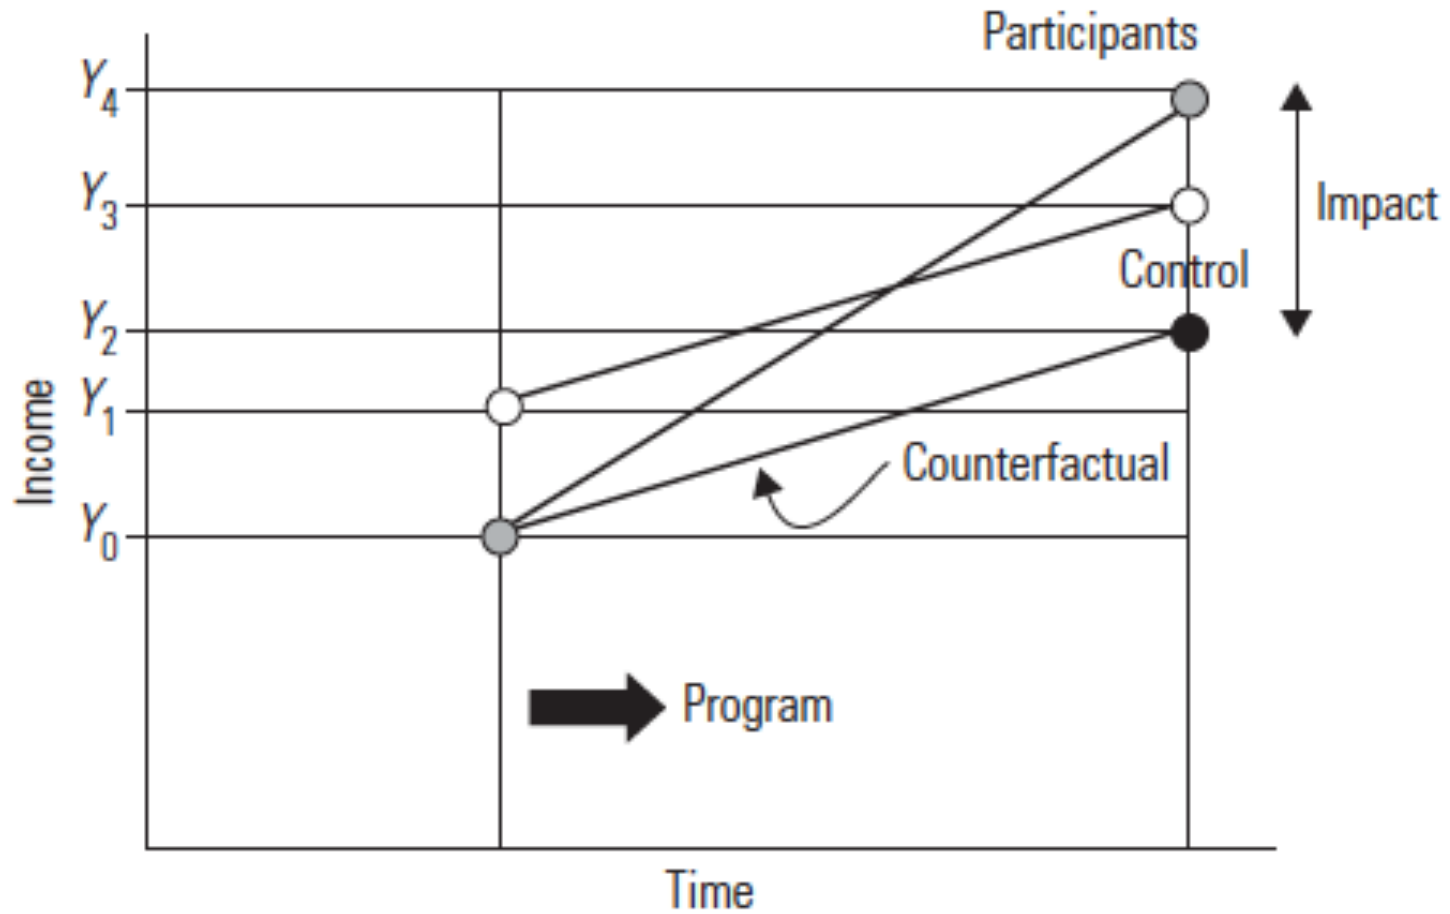 Participants
Y4
Y3
Impact
Control
Y2
Y1
Income
Counterfactual
Y0
Program
Time